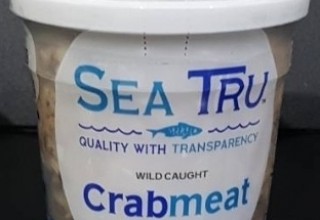 SEA TRU®
QUALITY WITH TRANSPARENCY
WILD CAUGHT
Crabmeat